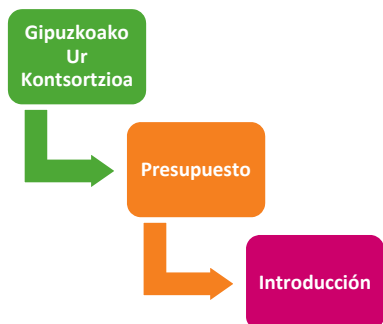 Gipuzkoako
Ur
Kontsortzioa
Presupuesto
Introducción